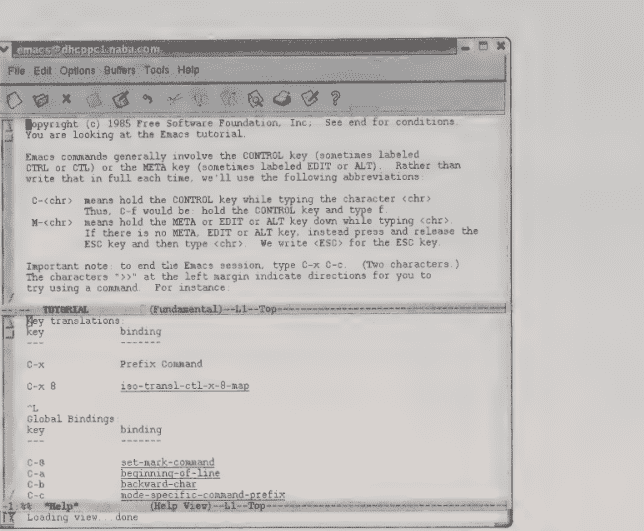 emacs@dhcppc1.naba.com
File Edit Options Buffers Tools Help
Copyright (c) 1985 Free Software Foundation, Inc; See end for conditions.
You are looking at the Emacs tutorial.
Emacs commands generally involve the CONTROL key (sometimes labeled
CTRL or CTL) or the META key (sometimes labeled EDIT or ALT). Rather than
write that in full each time, we'll use the following abbreviations:
C-<chr> means hold the CONTROL key while typing the character <chr>
Thus, C-f would be: hold the CONTROL key and type f.
M-<chr> means hold the META or EDIT or ALT key down while typing <chr>.
If there is no META, EDIT or ALT key, instead press and release the
ESC key and then type <chr>. We write <ESC> for the ESC key.
Important note: to end the Emacs session, type C-x C-c. (Two characters.)
The characters ">>" at the left margin indicate directions for you to
try using a command. For instance:
TUTORIAL (Fundamental)--L1--Top
Key translations:
key binding
--- -------
C-x Prefix Command
C-x 8 iso-transl-ctl-x-8-map
^L
Global Bindings:
key binding
--- -------
C-@ set-mark-command
C-a beginning-of-line
C-b backward-char
C-c mode-specific-command-prefix
-1:%% *Help* (Help View)--L1--Top
Loading view...done